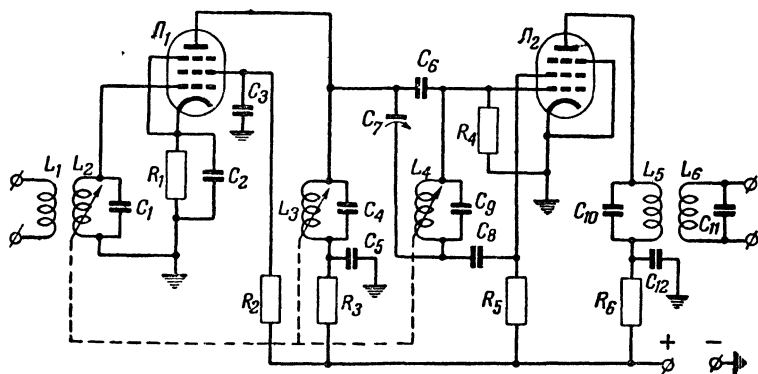 Л₁
Л₂
C₆
C₃
C₇
R₄
L₁
L₂
R₁
C₂
L₄
L₅
L₆
C₁
L₃
C₄
C₉
C₁₀
C₁₁
C₅
C₈
C₁₂
R₂
R₃
R₅
R₆
+
−